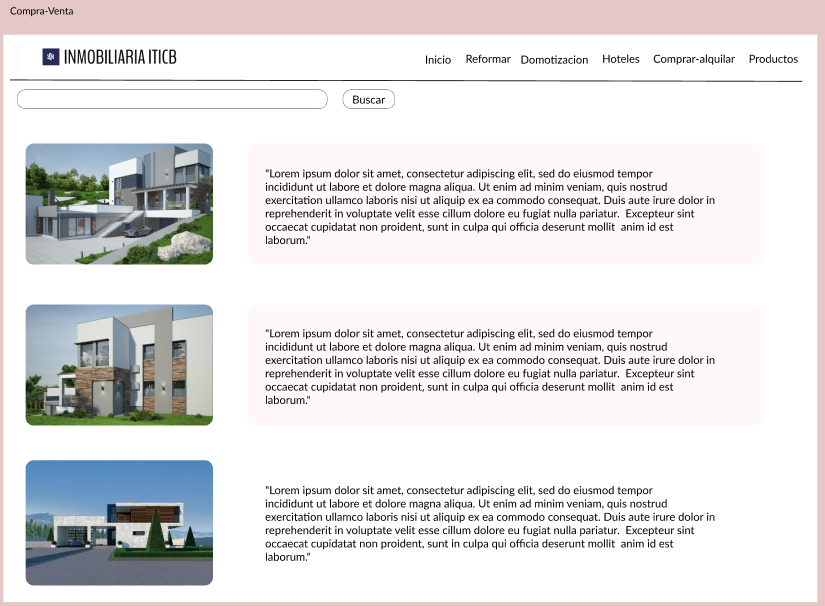 Compra-Venta
INMOBILIARIA ITICB
Inicio Reformar Domotizacion Hoteles Comprar-alquilar Productos
Buscar
"Lorem ipsum dolor sit amet, consectetur adipiscing elit, sed do eiusmod tempor
incididunt ut labore et dolore magna aliqua. Ut enim ad minim veniam, quis nostrud
exercitation ullamco laboris nisi ut aliquip ex ea commodo consequat. Duis aute irure dolor in
reprehenderit in voluptate velit esse cillum dolore eu fugiat nulla pariatur. Excepteur sint
occaecat cupidatat non proident, sunt in culpa qui officia deserunt mollit anim id est
laborum."
"Lorem ipsum dolor sit amet, consectetur adipiscing elit, sed do eiusmod tempor
incididunt ut labore et dolore magna aliqua. Ut enim ad minim veniam, quis nostrud
exercitation ullamco laboris nisi ut aliquip ex ea commodo consequat. Duis aute irure dolor in
reprehenderit in voluptate velit esse cillum dolore eu fugiat nulla pariatur. Excepteur sint
occaecat cupidatat non proident, sunt in culpa qui officia deserunt mollit anim id est
laborum."
"Lorem ipsum dolor sit amet, consectetur adipiscing elit, sed do eiusmod tempor
incididunt ut labore et dolore magna aliqua. Ut enim ad minim veniam, quis nostrud
exercitation ullamco laboris nisi ut aliquip ex ea commodo consequat. Duis aute irure dolor in
reprehenderit in voluptate velit esse cillum dolore eu fugiat nulla pariatur. Excepteur sint
occaecat cupidatat non proident, sunt in culpa qui officia deserunt mollit anim id est
laborum."